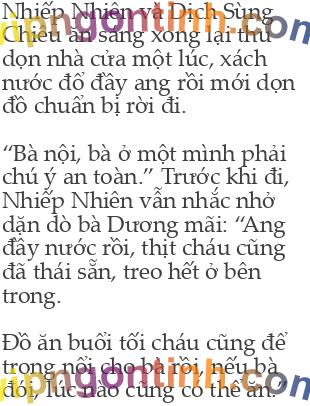 Nhiếp Nhiên và Dịch Sùng
Chiêu ăn sáng xong lại thu
dọn nhà cửa một lúc, xách
nước đổ đầy ang rồi mới dọn
đồ chuẩn bị rời đi.
“Bà nội, bà ở một mình phải
chú ý an toàn.” Trước khi đi,
Nhiếp Nhiên vẫn nhắc nhở
dặn dò bà Dương mãi: “Ang
đầy nước rồi, thịt cháu cũng
đã thái sẵn, treo hết ở bên
trong.
Đồ ăn buổi tối cháu cũng để
trong nồi cho bà rồi, nếu bà
đói, lúc nào cũng có thể ăn.”
vipngontinh.com
vipngontinh.com